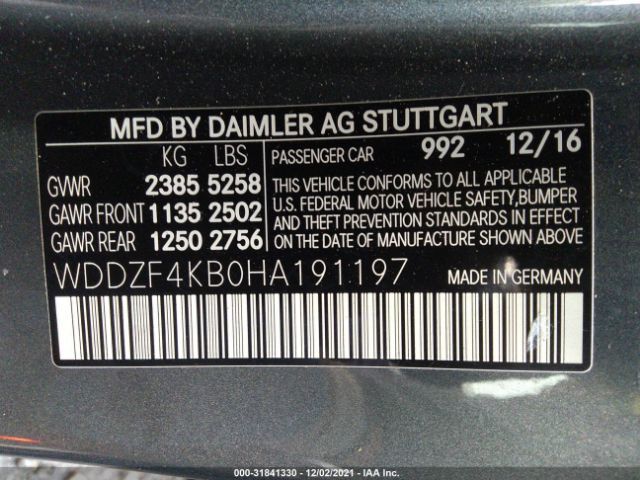 MFD BY DAIMLER AG STUTTGART
KG LBS PASSENGER CAR 992 12/16
GVWR 2385 5258
GAWR FRONT 1135 2502
GAWR REAR 1250 2756
THIS VEHICLE CONFORMS TO ALL APPLICABLE
U.S. FEDERAL MOTOR VEHICLE SAFETY,BUMPER
AND THEFT PREVENTION STANDARDS IN EFFECT
ON THE DATE OF MANUFACTURE SHOWN ABOVE
WDDZF4KB0HA191197 MADE IN GERMANY
000-31841330 - 12/02/2021 - IAA Inc.